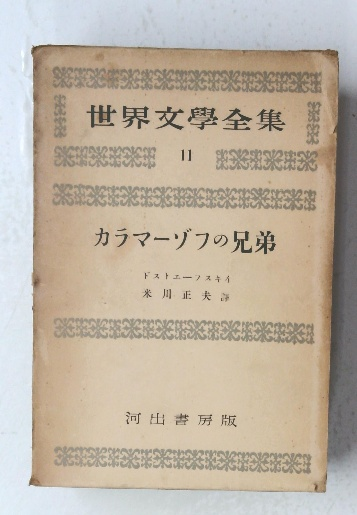 世界文學全集
11
カラマーゾフの兄弟
ドストエーフスキイ
米川正夫譯
河出書房版